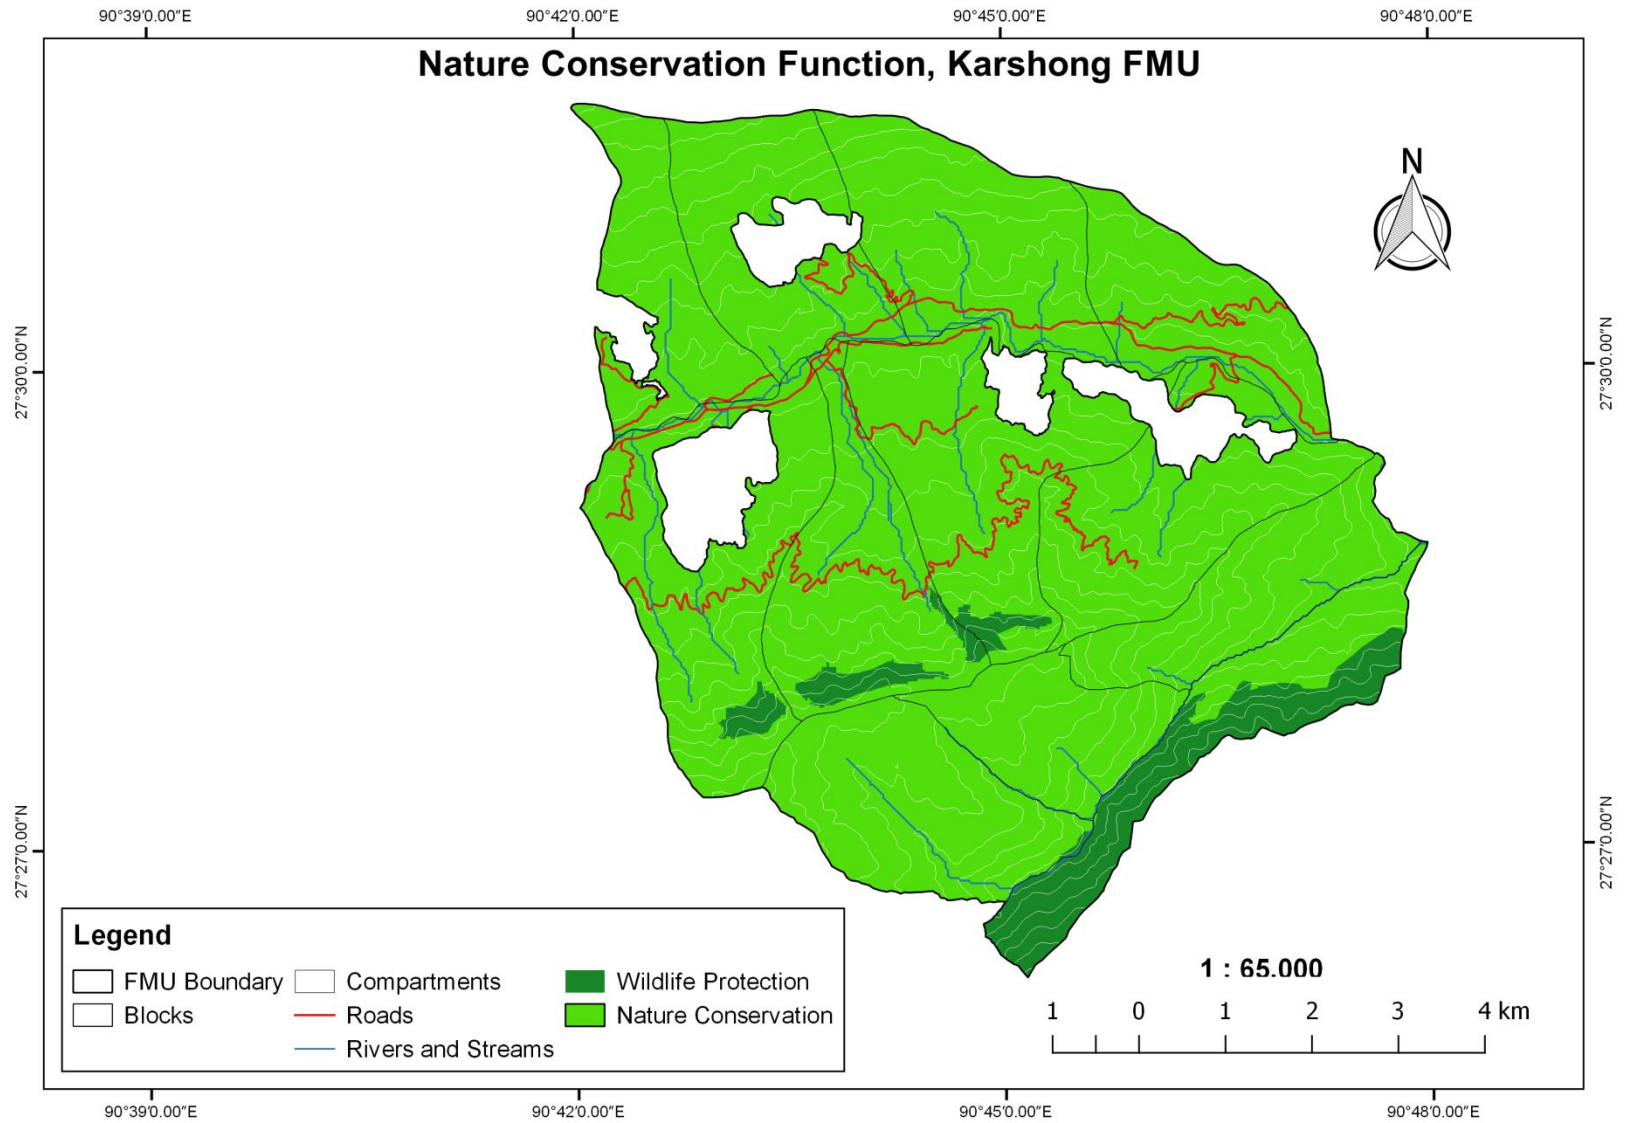 90°39'0.00"E 90°42'0.00"E 90°45'0.00"E 90°48'0.00"E
Nature Conservation Function, Karshong FMU
N
27°30'0.00"N
27°30'0.00"N
27°27'0.00"N
27°27'0.00"N
Legend
FMU Boundary Compartments Wildlife Protection
Blocks Roads Nature Conservation
Rivers and Streams
1 : 65.000
1 0 1 2 3 4 km
90°39'0.00"E 90°42'0.00"E 90°45'0.00"E 90°48'0.00"E